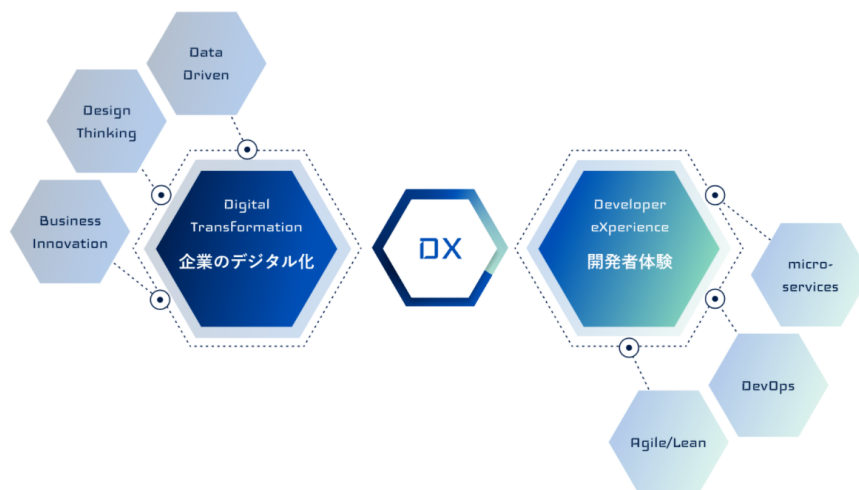 Data
Driven
Design
Thinking
Business
Innovation
Digital
Transformation
企業のデジタル化
DX
Developer
eXperience
開発者体験
micro-
services
DevOps
Agile/Lean